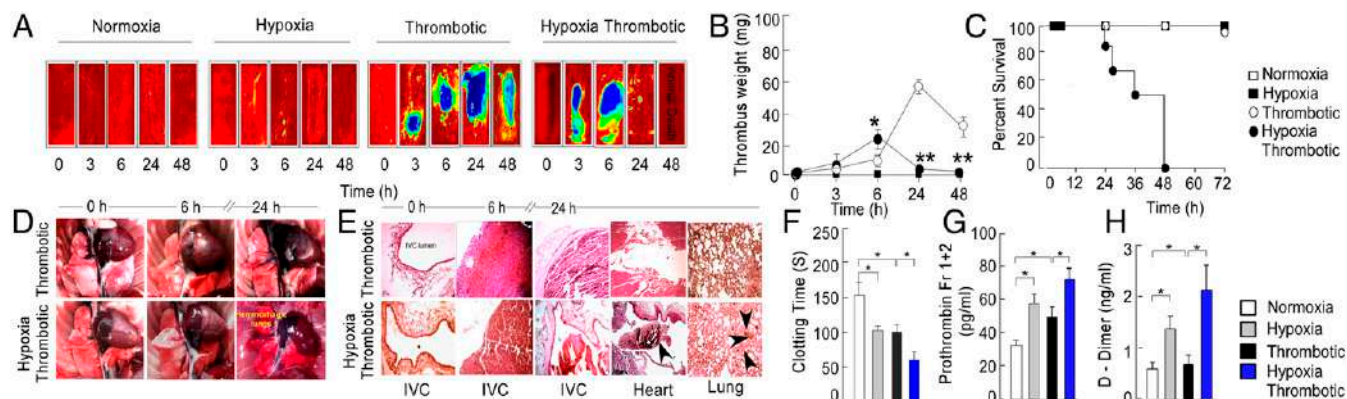 A
Normoxia
Hypoxia
Thrombotic
Hypoxia Thrombotic
0 3 6 24 48
0 3 6 24 48
0 3 6 24 48
0 3 6 24 48
Time (h)
B
Thrombus weight (mg)
80
60
40
20
0
*
**
**
0 3 6 24 48
Time (h)
C
Percent Survival
100
80
60
40
20
0
0 12 24 36 48 60 72
Time (h)
Normoxia
Hypoxia
Thrombotic
Hypoxia
Thrombotic
D
0 h
6 h
24 h
Thrombotic
Hypoxia
Thrombotic
Hemorrhagic
lungs
E
0 h
6 h
24 h
IVC lumen
Thrombotic
Hypoxia
Thrombotic
IVC
IVC
IVC
Heart
Lung
F
Clotting Time (S)
250
200
150
100
50
0
*
*
*
G
Prothrombin Fr 1+2
(pg/ml)
100
80
60
40
20
0
*
*
*
H
D - Dimer (ng/ml)
3
2
1
0
*
*
*
Normoxia
Hypoxia
Thrombotic
Hypoxia
Thrombotic